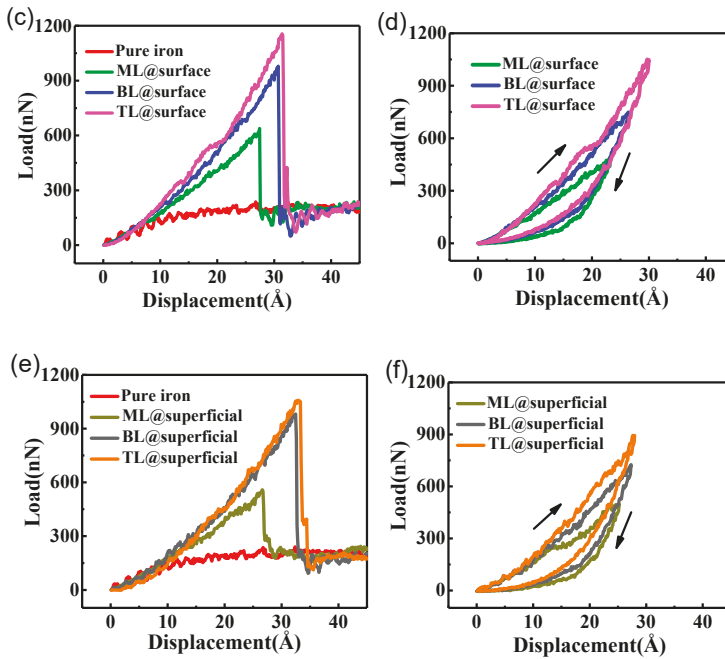 (c)
1200
900
600
300
0
Load(nN)
Pure iron
ML@surface
BL@surface
TL@surface
0 10 20 30 40
Displacement(Å)
(d)
1200
900
600
300
0
Load(nN)
ML@surface
BL@surface
TL@surface
0 10 20 30 40
Displacement(Å)
(e)
1200
900
600
300
0
Load(nN)
Pure iron
ML@superficial
BL@superficial
TL@superficial
0 10 20 30 40
Displacement(Å)
(f)
1200
900
600
300
0
Load(nN)
ML@superficial
BL@superficial
TL@superficial
0 10 20 30 40
Displacement(Å)